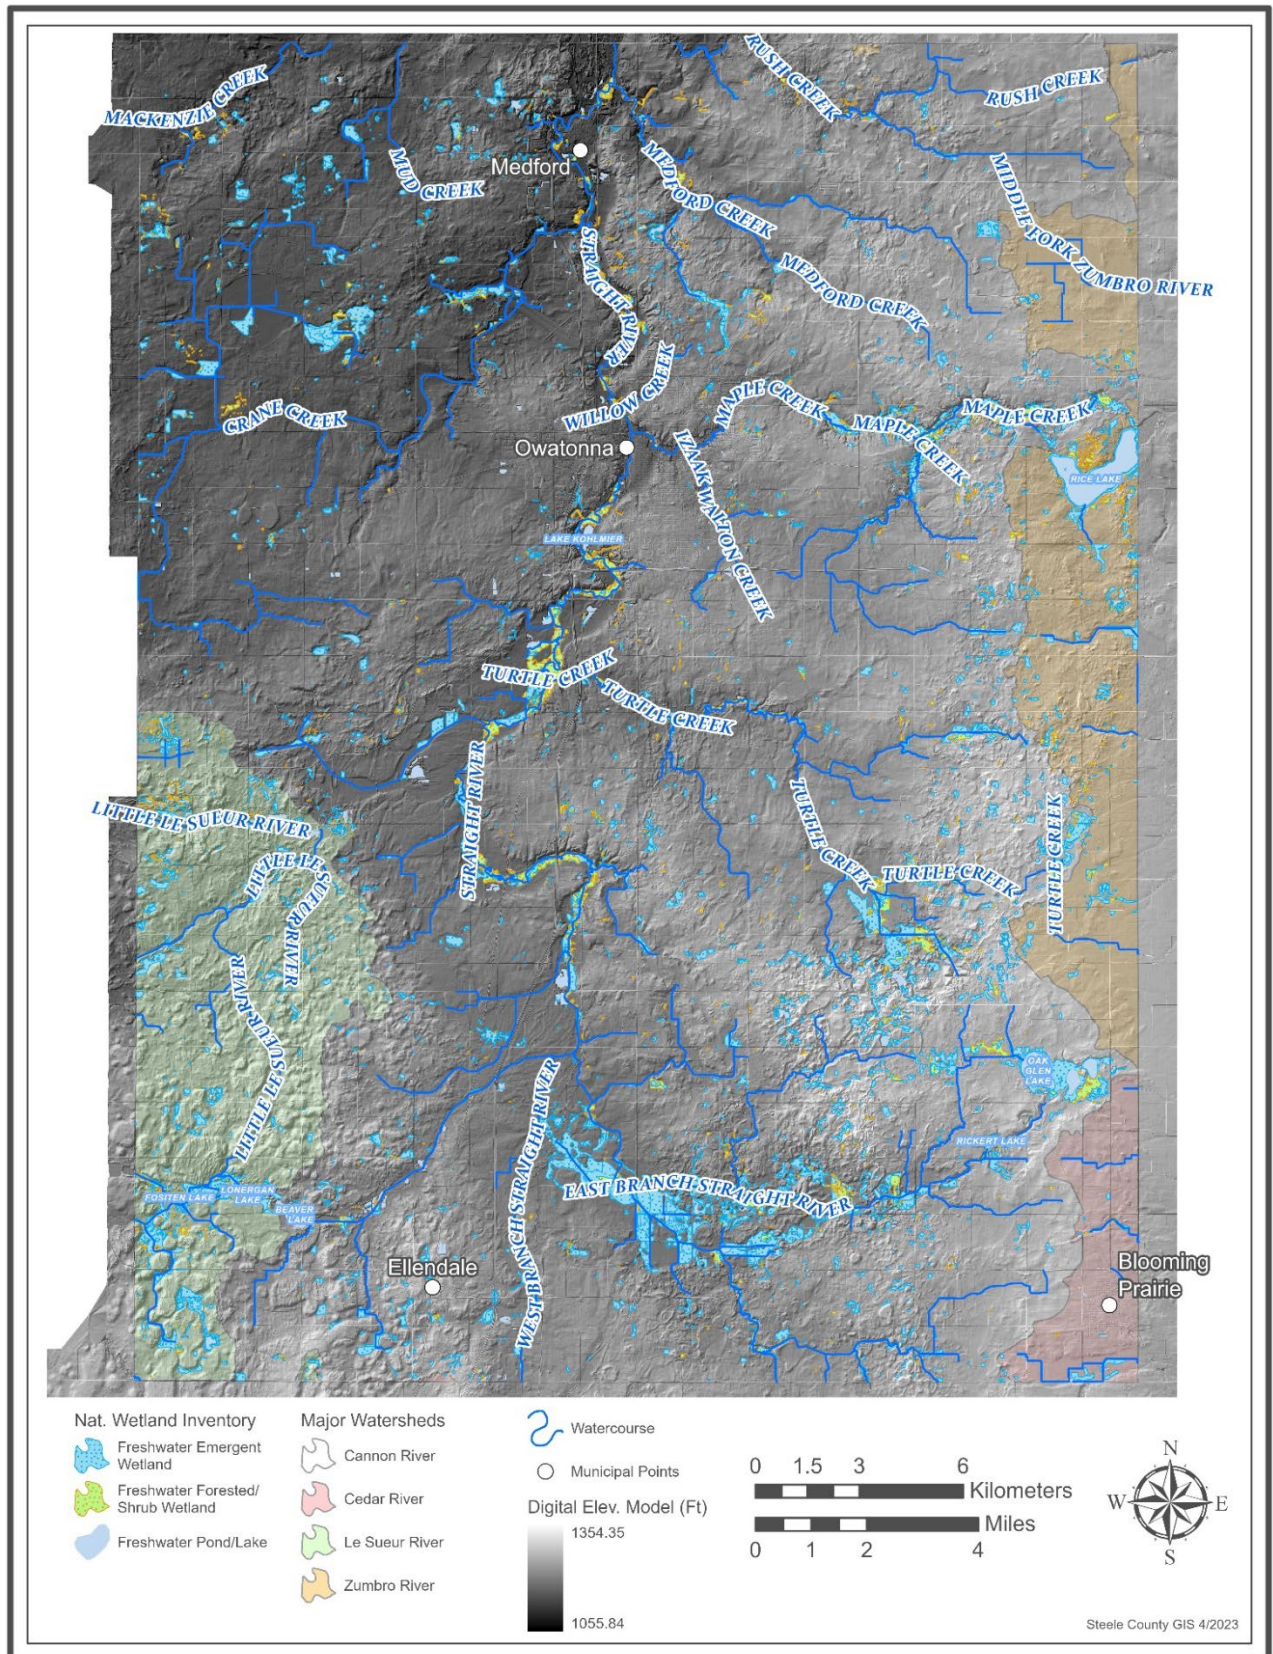 RUSH CREEK
MACKENZIE CREEK
RUSH CREEK
Medford
MUD CREEK
MEDFORD CREEK
MIDDLE FORK ZUMBRO RIVER
STRAIGHT RIVER
MEDFORD CREEK
WILLOW CREEK
MAPLE CREEK
MAPLE CREEK
MAPLE CREEK
CRANE CREEK
Owatonna
IZAAK WALTON CREEK
RICE LAKE
LAKE KOHLMIER
TURTLE CREEK
TURTLE CREEK
STRAIGHT RIVER
TURTLE CREEK
TURTLE CREEK
TURTLE CREEK
LITTLE LE SUEUR RIVER
LITTLE LE SUEUR RIVER
LITTLE LE SUEUR RIVER
OAK
GLEN
LAKE
WEST BRANCH STRAIGHT RIVER
RICKERT LAKE
EAST BRANCH STRAIGHT RIVER
FOSITEN LAKE
LONERGAN
LAKE
BEAVER
LAKE
Ellendale
Blooming
Prairie
Nat. Wetland Inventory
Freshwater Emergent
Wetland
Freshwater Forested/
Shrub Wetland
Freshwater Pond/Lake
Major Watersheds
Cannon River
Cedar River
Le Sueur River
Zumbro River
Watercourse
Municipal Points
Digital Elev. Model (Ft)
1354.35
1055.84
0 1.5 3 6
Kilometers
Miles
0 1 2 4
N
W E
S
Steele County GIS 4/2023